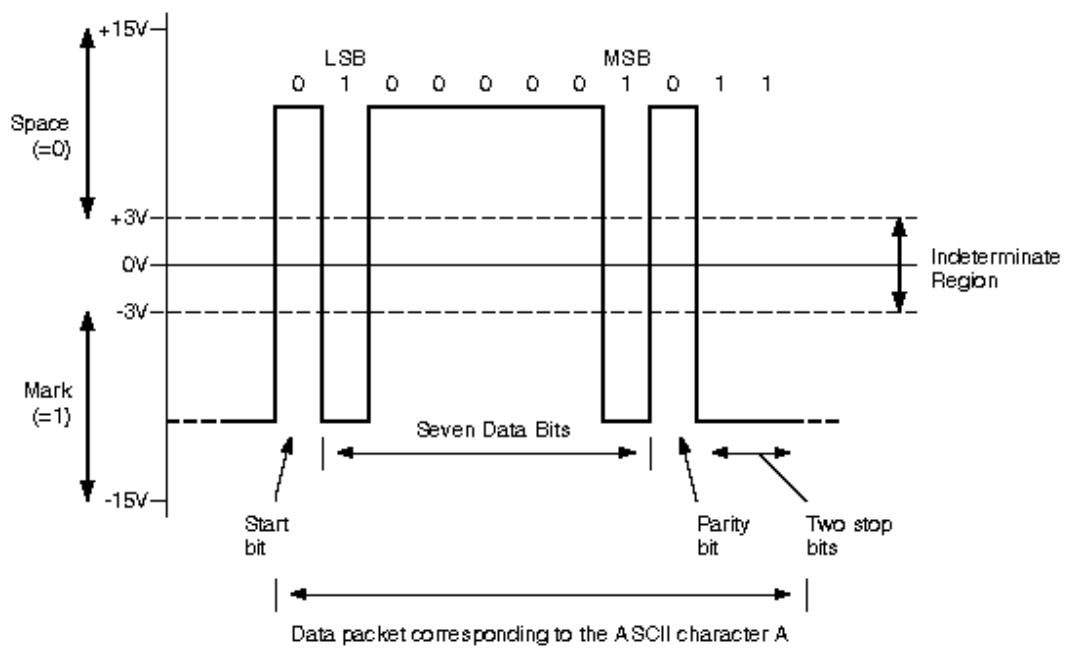 +15V
LSB MSB
0 1 0 0 0 0 0 1 0 1 1
Space
(=0)
+3V
0V
Indeterminate
Region
-3V
Mark
(=1)
Seven Data Bits
-15V
Start
bit
Parity
bit
Two stop
bits
Data packet corresponding to the ASCII character A